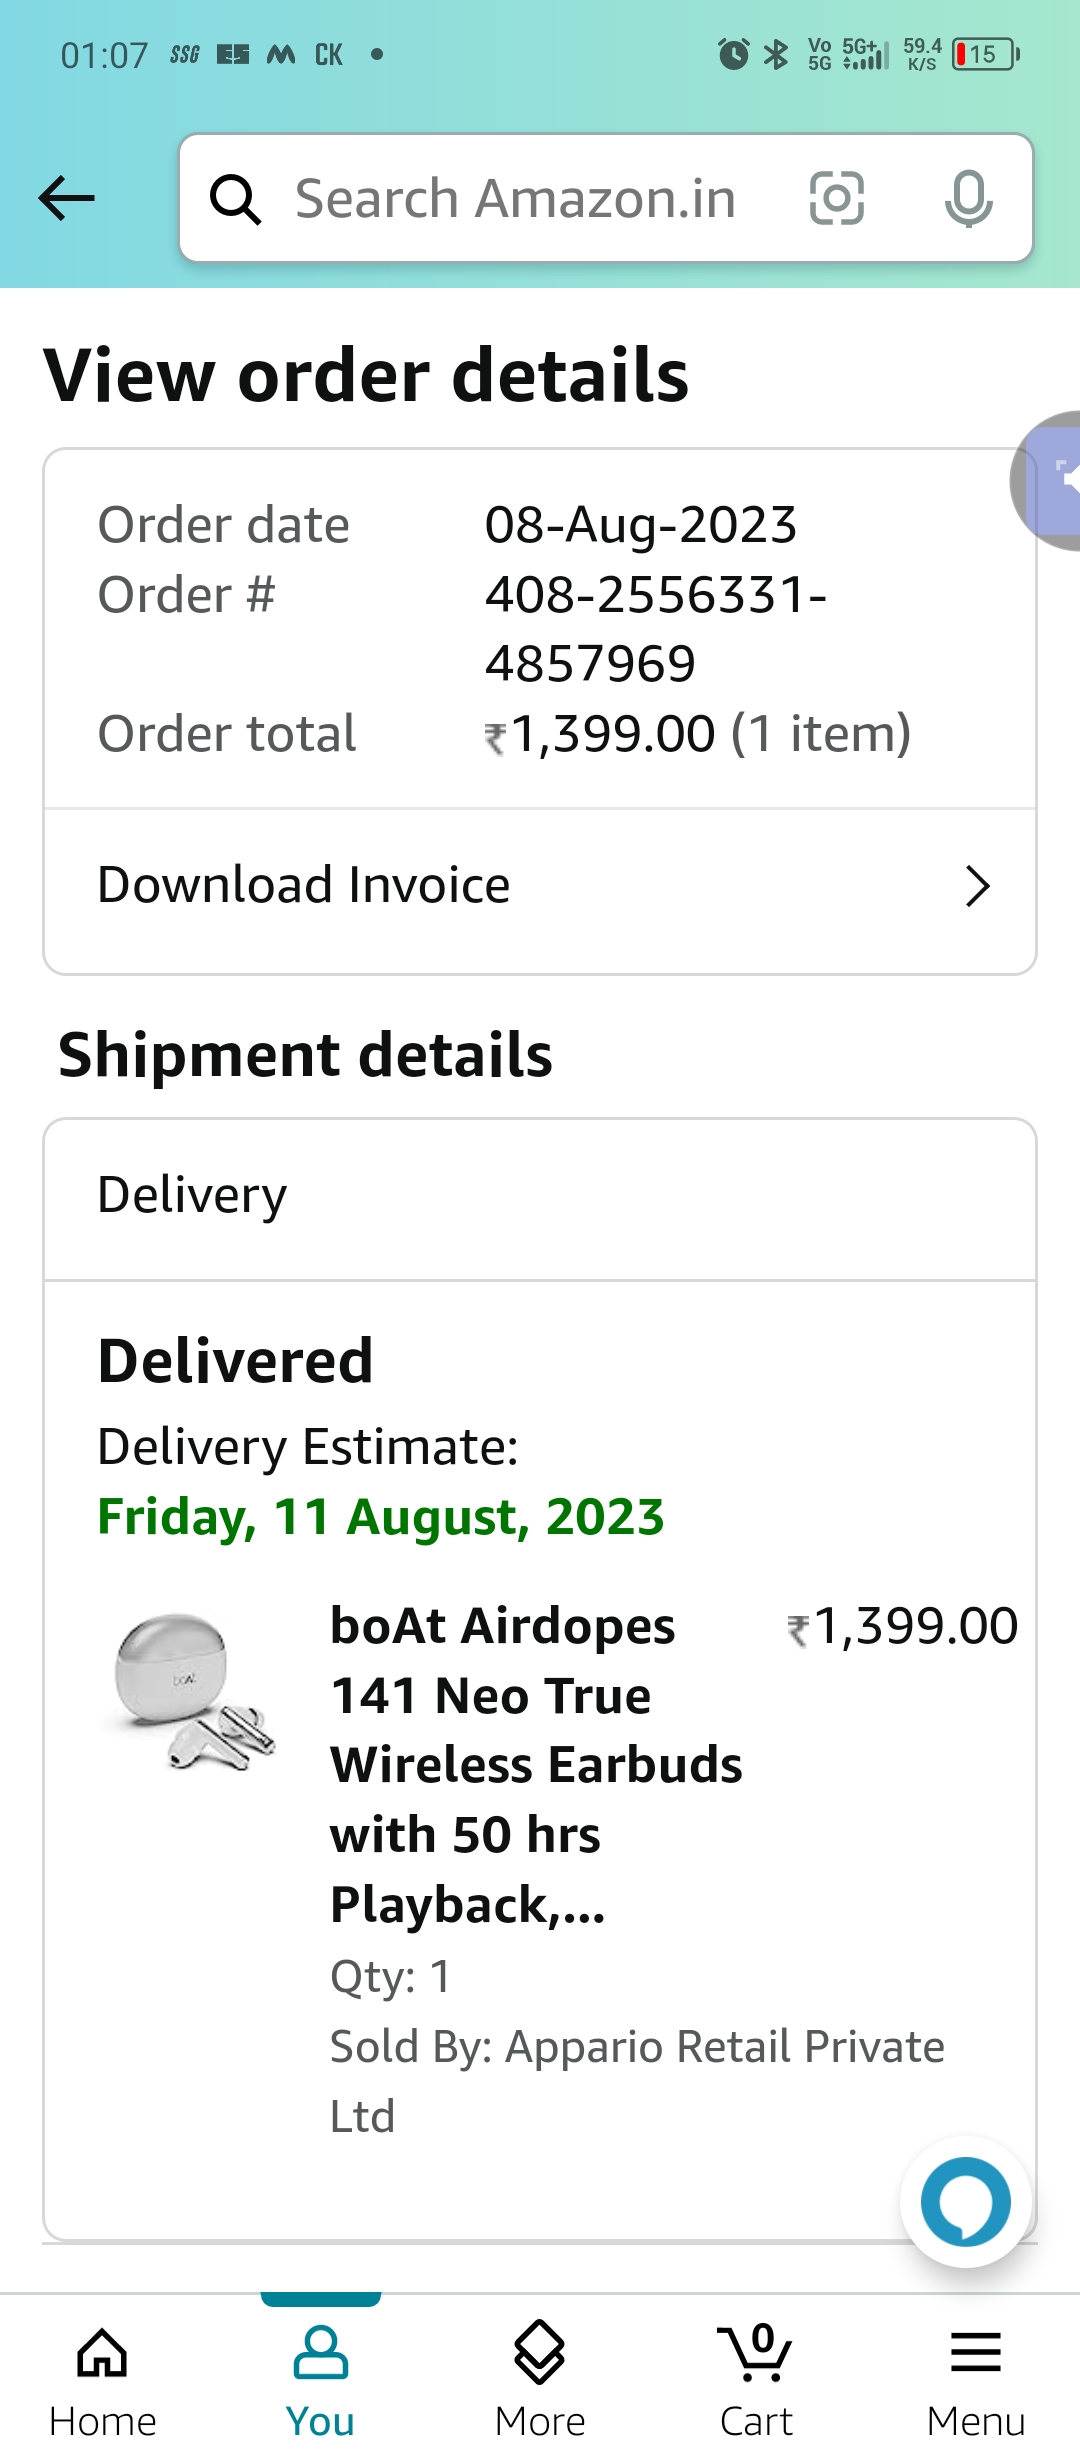 01:07 SSG ES M CK Vo 5G 5G+ 59.4 K/S 15
Search Amazon.in
View order details
Order date 08-Aug-2023
Order # 408-2556331-
4857969
Order total ₹1,399.00 (1 item)
Download Invoice
Shipment details
Delivery
Delivered
Delivery Estimate:
Friday, 11 August, 2023
boAt Airdopes ₹1,399.00
141 Neo True
Wireless Earbuds
with 50 hrs
Playback,...
boAt
Qty: 1
Sold By: Appario Retail Private
Ltd
0
Home You More Cart Menu